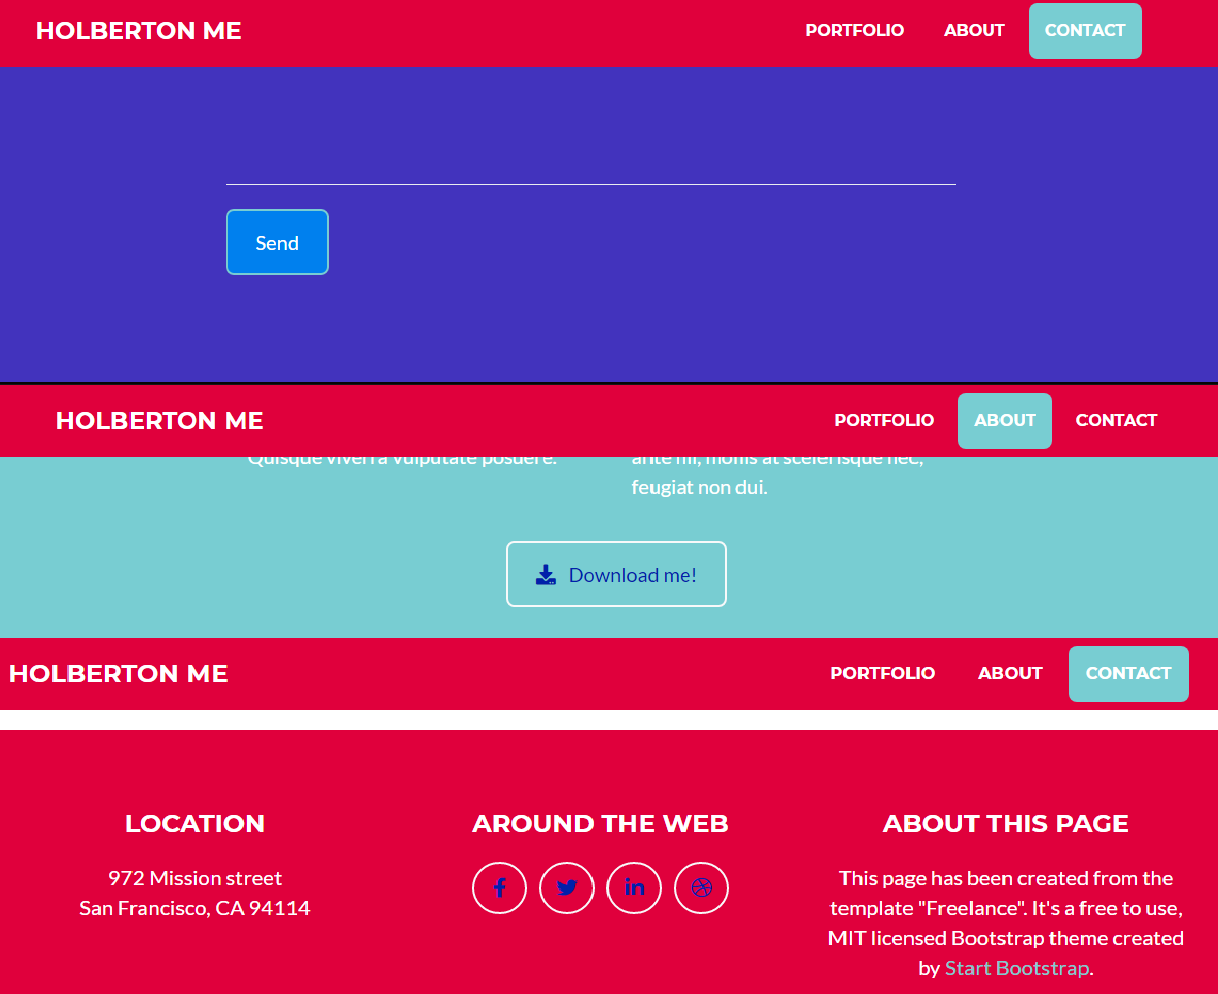 HOLBERTON ME PORTFOLIO ABOUT CONTACT
Send
HOLBERTON ME PORTFOLIO ABOUT CONTACT
Quisque viverra vulputate posuere.
ante mi, mollis at scelerisque nec,
feugiat non dui.
Download me!
HOLBERTON ME PORTFOLIO ABOUT CONTACT
LOCATION
972 Mission street
San Francisco, CA 94114
AROUND THE WEB
ABOUT THIS PAGE
This page has been created from the
template "Freelance". It's a free to use,
MIT licensed Bootstrap theme created
by Start Bootstrap.